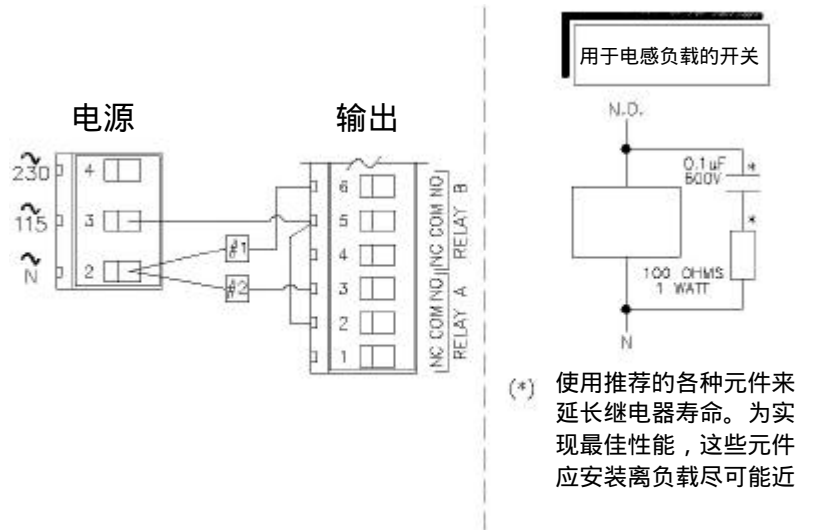 用于电感负载的开关
电源
输出
230
115
N
4
3
2
#1
#2
6
5
4
3
2
1
NC COM NO
RELAY B
NC COM NO
RELAY A
N.O.
0.1uF
600V
*
*
100 OHMS
1 WATT
N
(*)
使用推荐的各种元件来
延长继电器寿命。为实
现最佳性能，这些元件
应安装离负载尽可能近